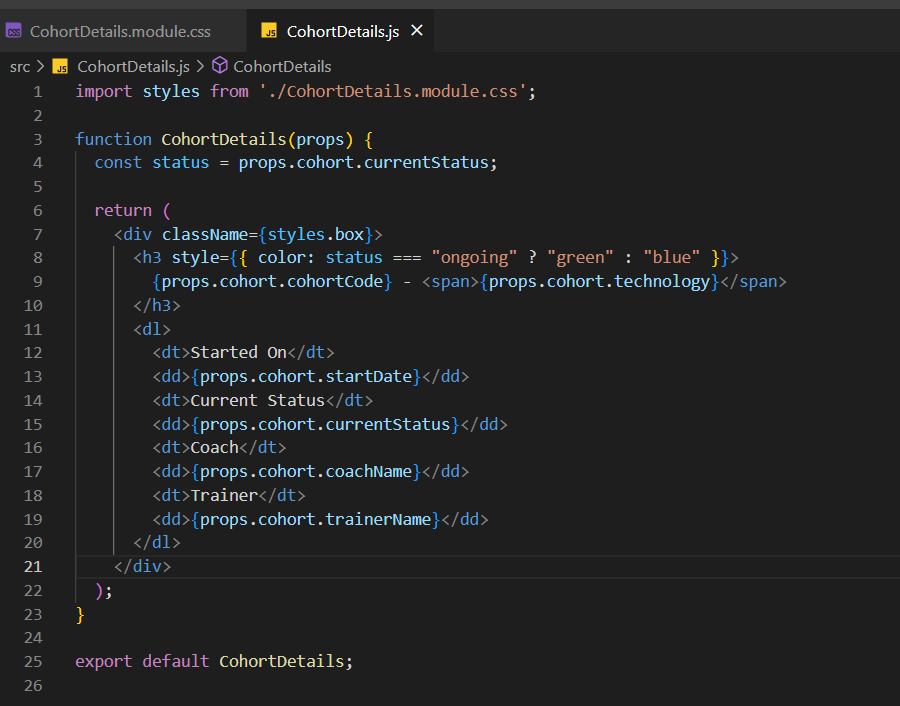 CohortDetails.module.css JS CohortDetails.js
src > JS CohortDetails.js > CohortDetails
1 import styles from './CohortDetails.module.css';
2
3 function CohortDetails(props) {
4   const status = props.cohort.currentStatus;
5
6   return (
7     <div className={styles.box}>
8       <h3 style={{ color: status === "ongoing" ? "green" : "blue" }}>
9         {props.cohort.cohortCode} - <span>{props.cohort.technology}</span>
10       </h3>
11       <dl>
12         <dt>Started On</dt>
13         <dd>{props.cohort.startDate}</dd>
14         <dt>Current Status</dt>
15         <dd>{props.cohort.currentStatus}</dd>
16         <dt>Coach</dt>
17         <dd>{props.cohort.coachName}</dd>
18         <dt>Trainer</dt>
19         <dd>{props.cohort.trainerName}</dd>
20       </dl>
21     </div>
22   );
23 }
24
25 export default CohortDetails;
26